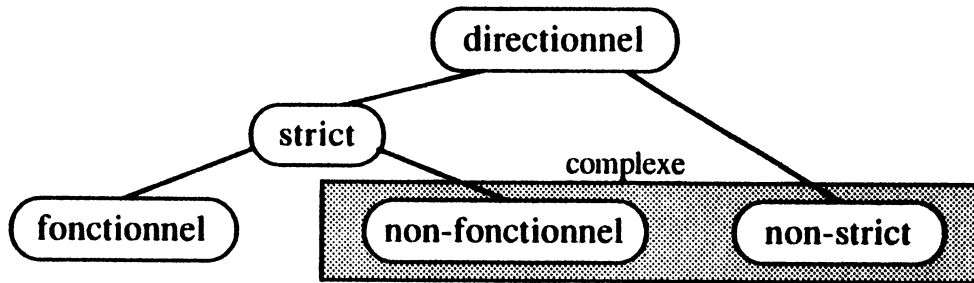 directionnel
strict
complexe
fonctionnel
non-fonctionnel
non-strict